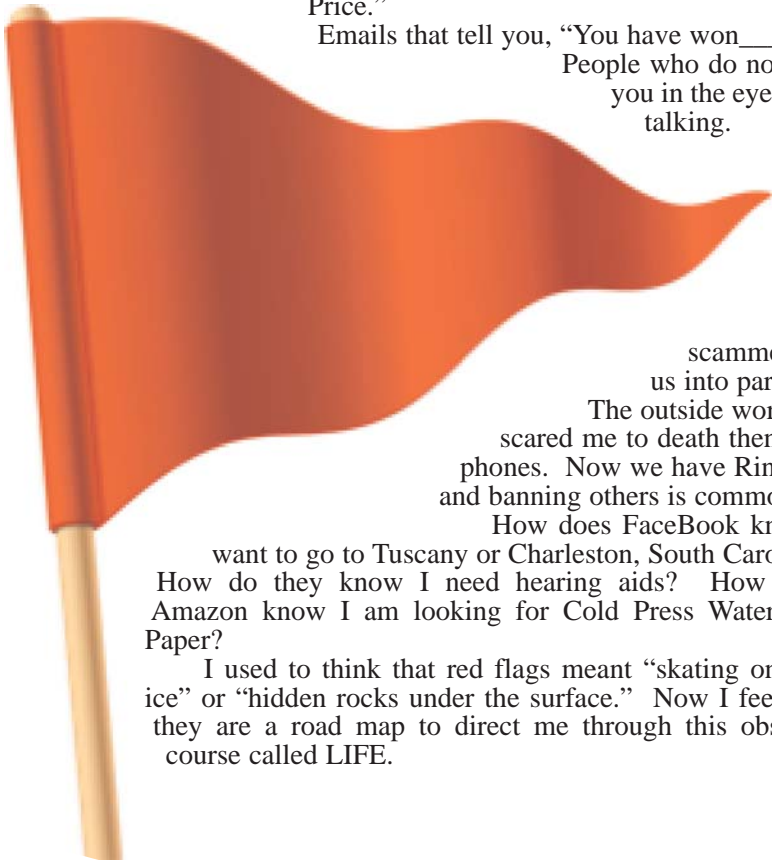 Price.”
Emails that tell you, “You have won__
People who do no
you in the eye
talking.
scamme
us into par
The outside wor
scared me to death then
phones. Now we have Rin
and banning others is commo
How does FaceBook kn
want to go to Tuscany or Charleston, South Caro
How do they know I need hearing aids? How
Amazon know I am looking for Cold Press Water
Paper?
I used to think that red flags meant “skating on
ice” or “hidden rocks under the surface.” Now I feel
they are a road map to direct me through this obs
course called LIFE.